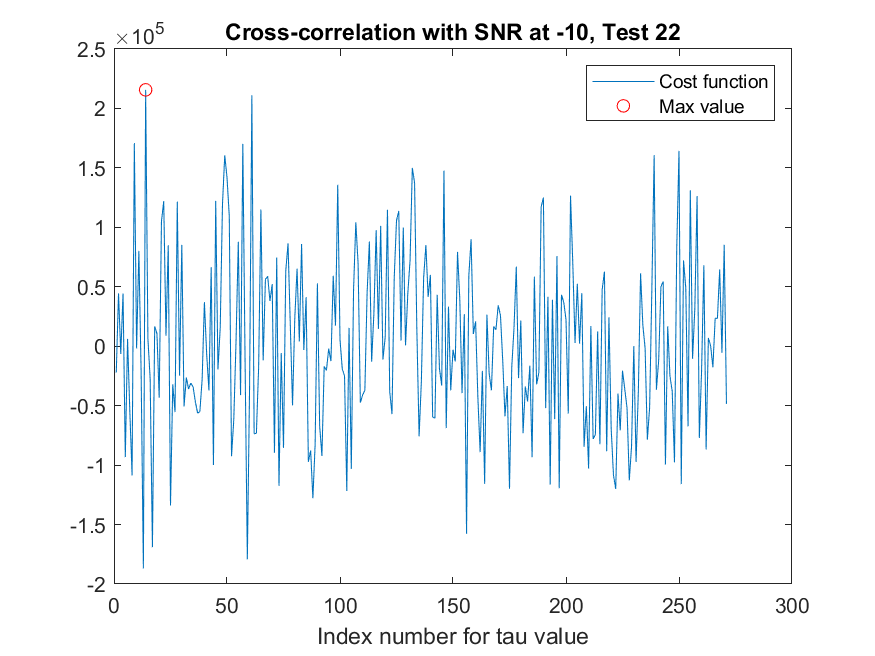 Cross-correlation with SNR at -10, Test 22
×10⁵
2.5
2
1.5
1
0.5
0
-0.5
-1
-1.5
-2
Cost function
Max value
0 50 100 150 200 250 300
Index number for tau value